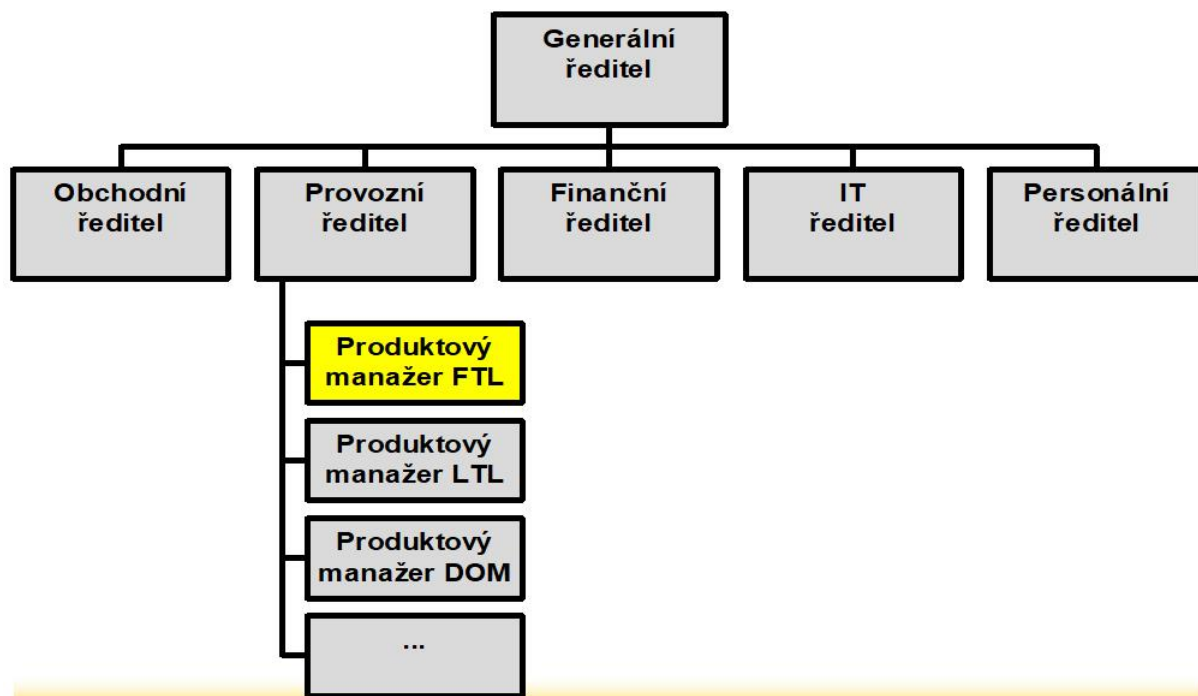 Generální
ředitel
Obchodní
ředitel
Provozní
ředitel
Finanční
ředitel
IT
ředitel
Personální
ředitel
Produktový
manažer FTL
Produktový
manažer LTL
Produktový
manažer DOM
...